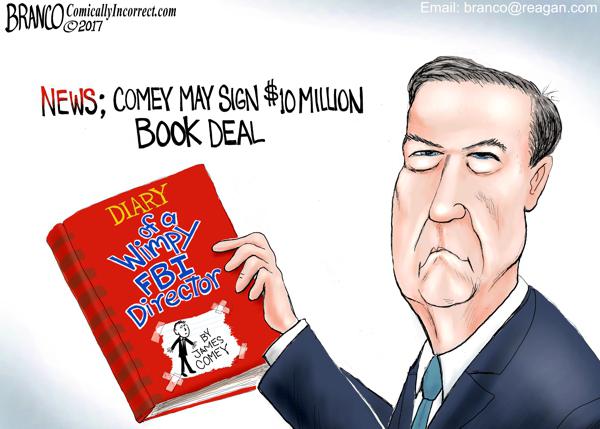 BRANCO ComicallyIncorrect.com
©2017
Email: branco@reagan.com
NEWS; COMEY MAY SIGN $10 MILLION
BOOK DEAL
DIARY
of a
Wimpy
FBI
Director
BY
JAMES
COMEY